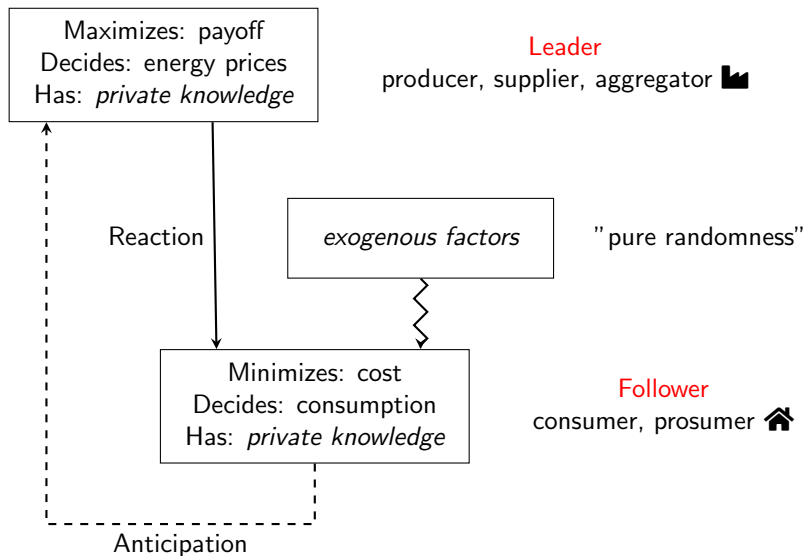 Maximizes: payoff
Decides: energy prices
Has: private knowledge
Leader
producer, supplier, aggregator
Reaction
exogenous factors
"pure randomness"
Minimizes: cost
Decides: consumption
Has: private knowledge
Follower
consumer, prosumer
Anticipation